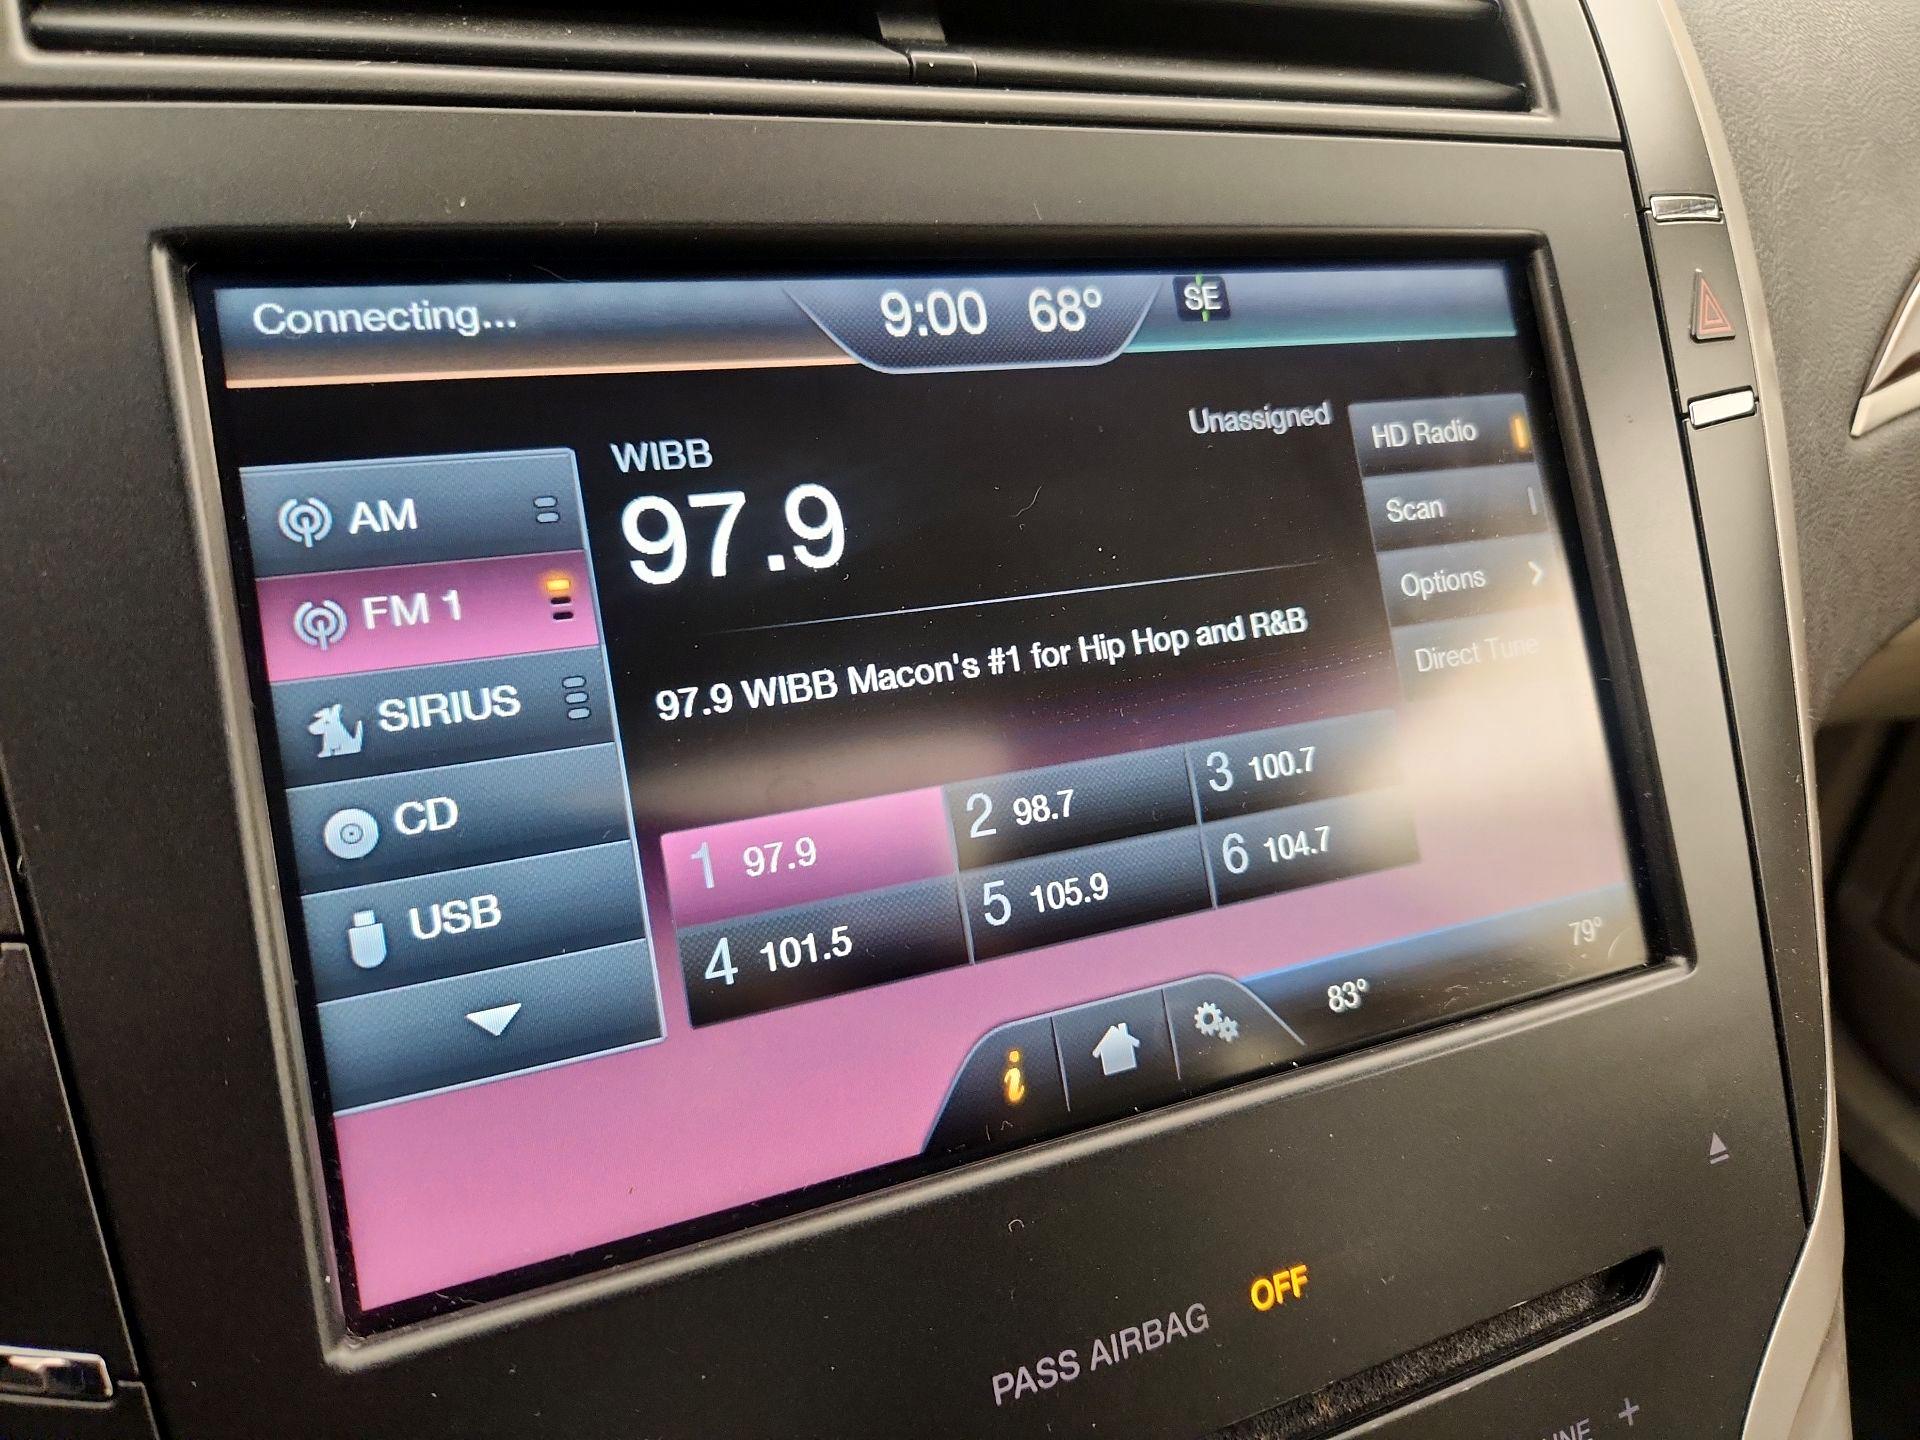 Connecting...
9:00 68°
SE
WIBB
97.9
Unassigned
AM
FM 1
SIRIUS
CD
USB
HD Radio
Scan
Options
Direct Tune
97.9 WIBB Macon's #1 for Hip Hop and R&B
1 97.9
2 98.7
3 100.7
4 101.5
5 105.9
6 104.7
i
83°
79°
PASS AIRBAG OFF
+